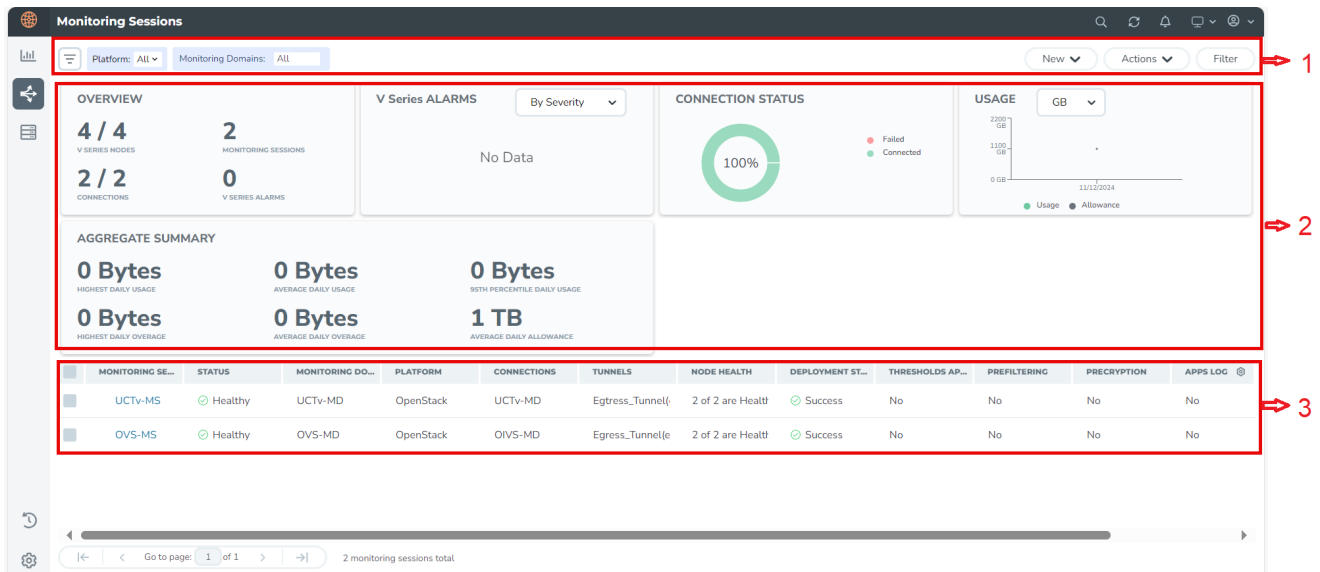 Monitoring Sessions
Platform: All Monitoring Domains: All New Actions Filter
1
OVERVIEW
4 / 4 2
V SERIES NODES MONITORING SESSIONS
2 / 2 0
CONNECTIONS V SERIES ALARMS
V Series ALARMS By Severity
No Data
CONNECTION STATUS
100%
Failed
Connected
USAGE GB
2200
GB
1100
GB
0 GB
11/12/2024
Usage Allowance
2
AGGREGATE SUMMARY
0 Bytes 0 Bytes 0 Bytes
HIGHEST DAILY USAGE AVERAGE DAILY USAGE 95TH PERCENTILE DAILY USAGE
0 Bytes 0 Bytes 1 TB
HIGHEST DAILY OVERAGE AVERAGE DAILY OVERAGE AVERAGE DAILY ALLOWANCE
MONITORING SE... STATUS MONITORING DO... PLATFORM CONNECTIONS TUNNELS NODE HEALTH DEPLOYMENT ST... THRESHOLDS AP... PREFILTERING PRECRYPTION APPS LOG
UCTv-MS Healthy UCTv-MD OpenStack UCTv-MD Egtress_Tunnel( 2 of 2 are Healtl Success No No No No
3
OVS-MS Healthy OVS-MD OpenStack OIVS-MD Egress_Tunnel(e 2 of 2 are Healtl Success No No No No
Go to page: 1 of 1 2 monitoring sessions total